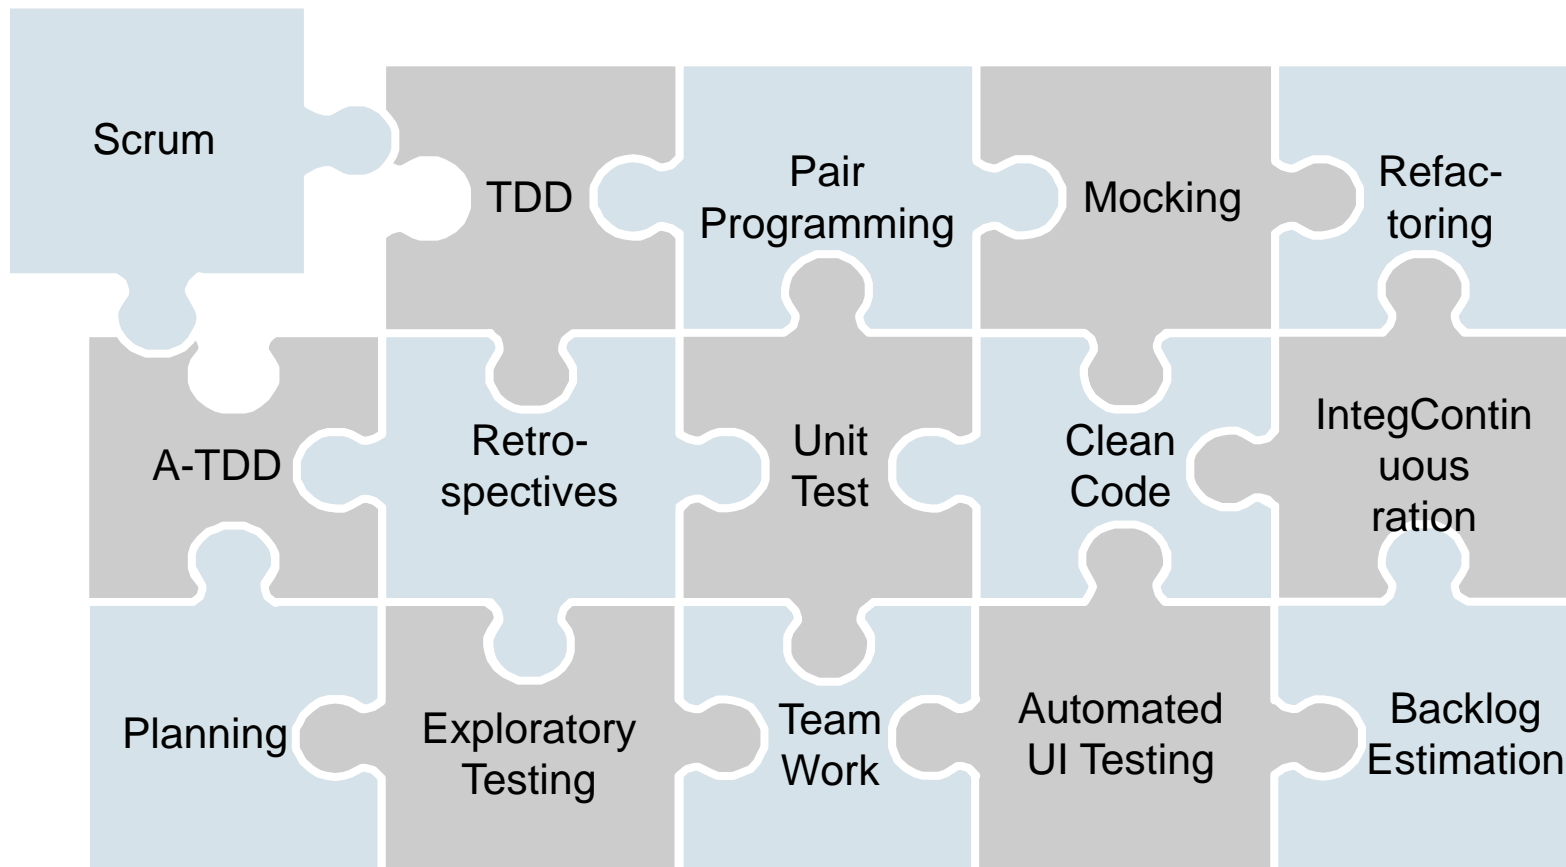 Scrum
TDD
Pair
Programming
Mocking
Refac-
toring
A-TDD
Retro-
spectives
Unit
Test
Clean
Code
IntegContin
uous
ration
Planning
Exploratory
Testing
Team
Work
Automated
UI Testing
Backlog
Estimation